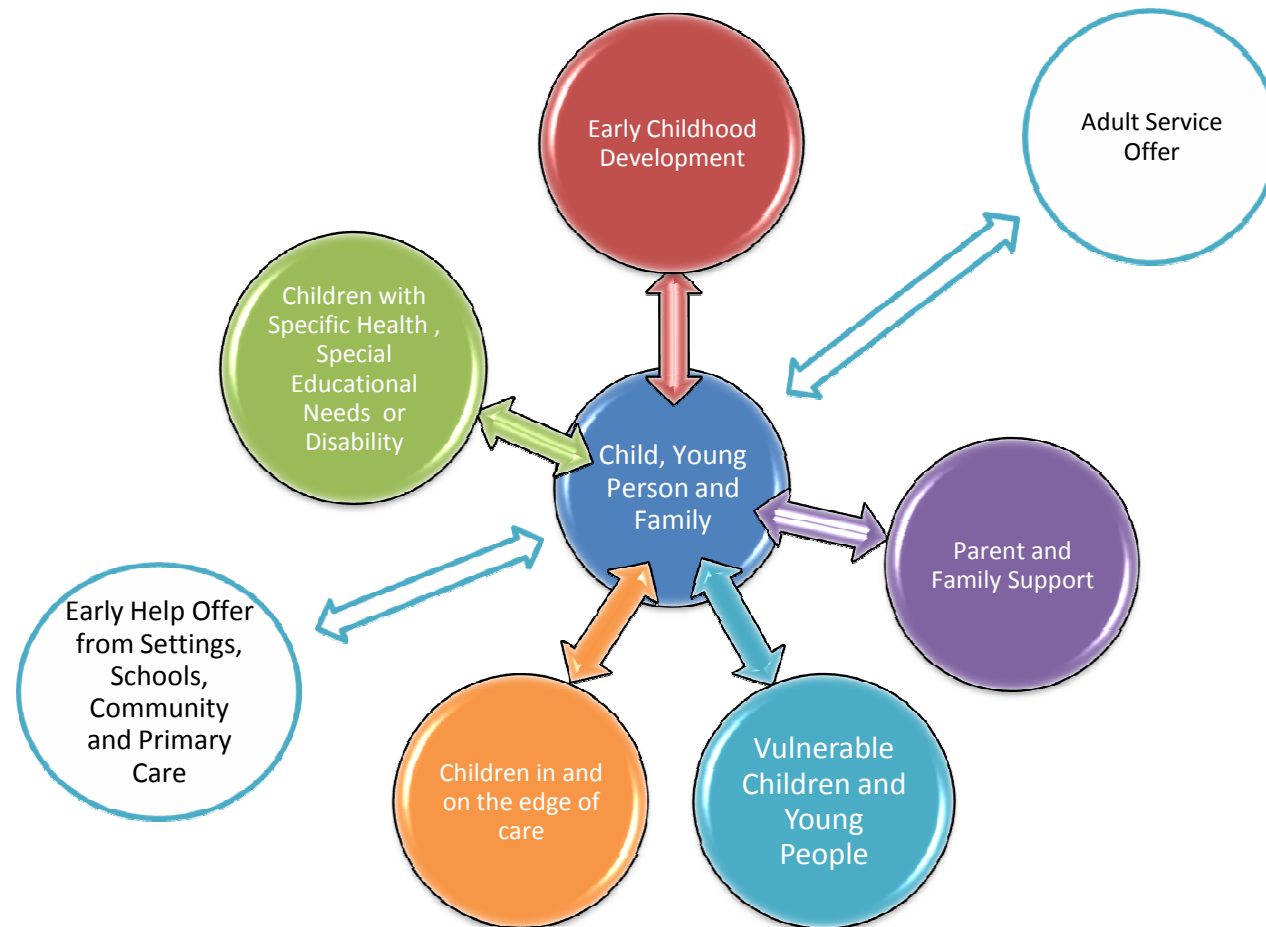 Early Childhood
Development
Adult Service
Offer
Children with
Specific Health ,
Special
Educational
Needs  or
Disability
Child, Young
Person and
Family
Parent and
Family Support
Early Help Offer
from Settings,
Schools,
Community
and Primary
Care
Children in and
on the edge of
care
Vulnerable
Children and
Young
People